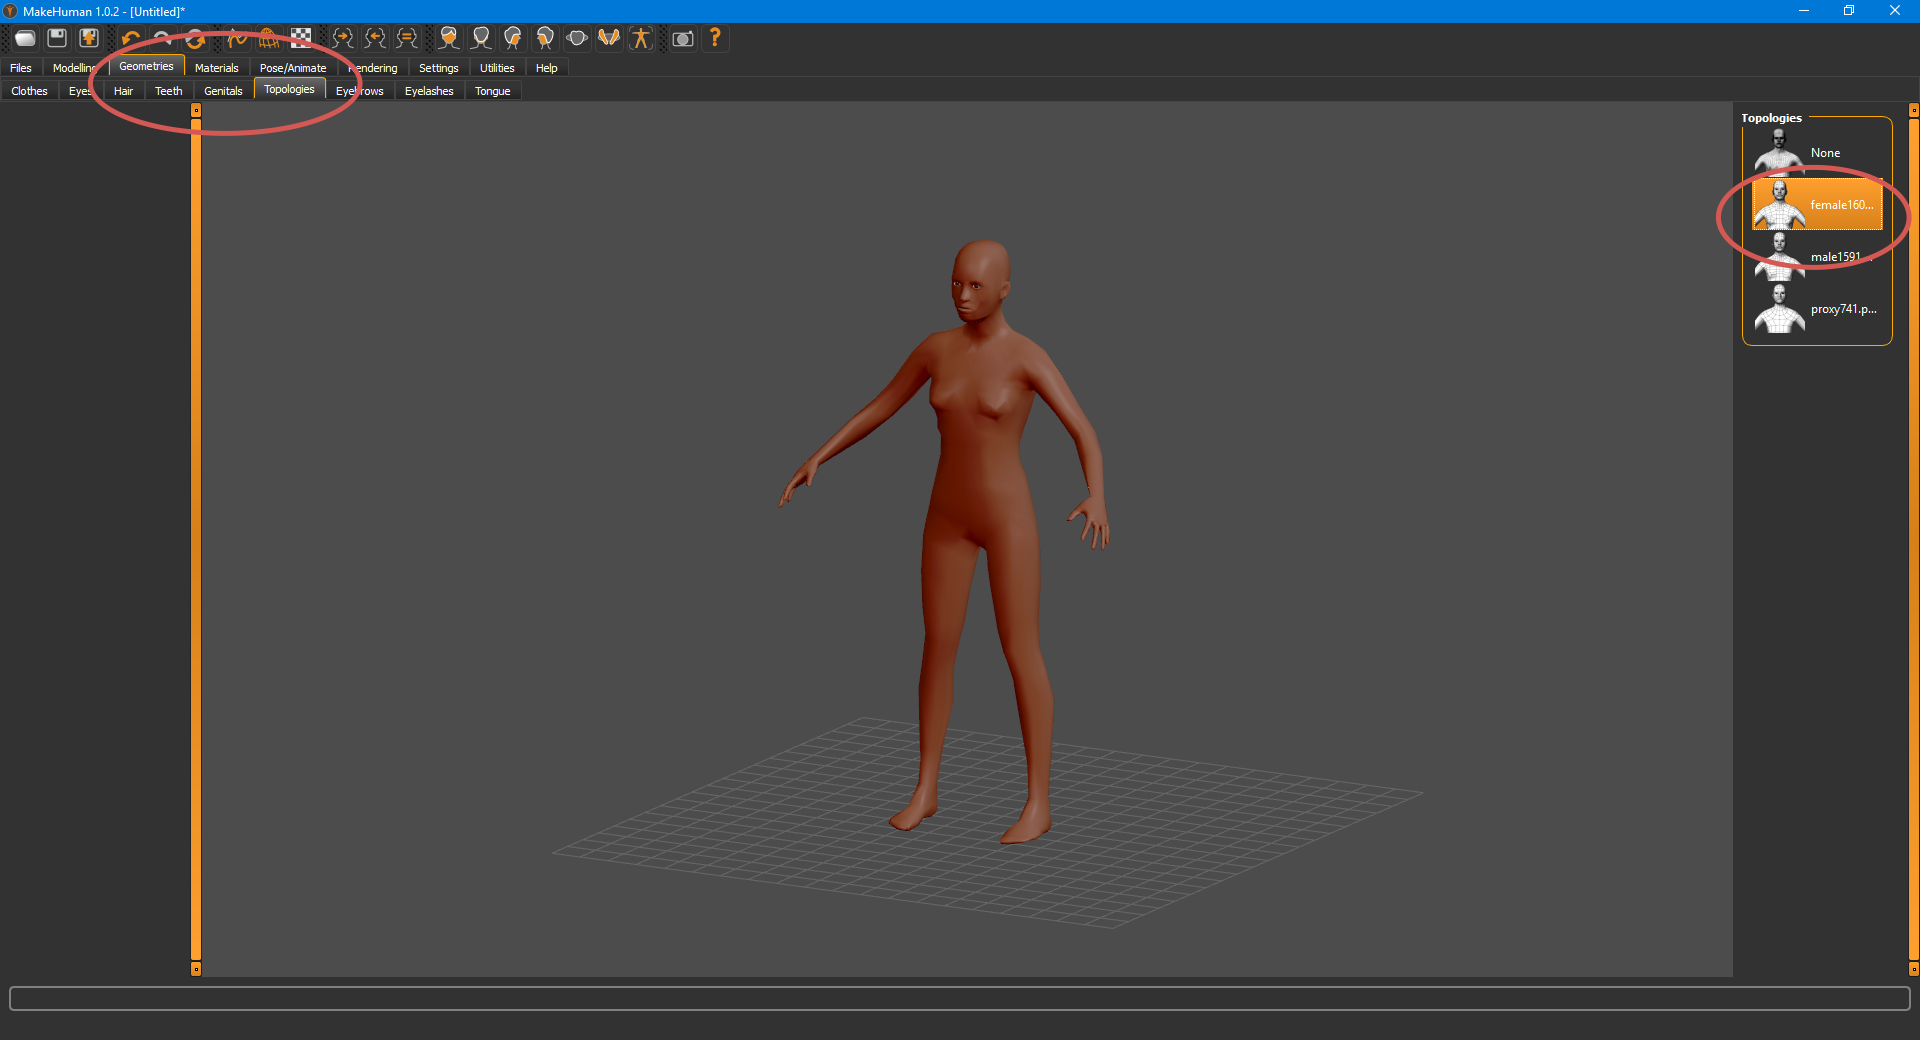 MakeHuman 1.0.2 - [Untitled]*
Files Modelling Geometries Materials Pose/Animate Rendering Settings Utilities Help
Clothes Eyes Hair Teeth Genitals Topologies Eyebrows Eyelashes Tongue
Topologies
None
female160...
male1591...
proxy741.p...